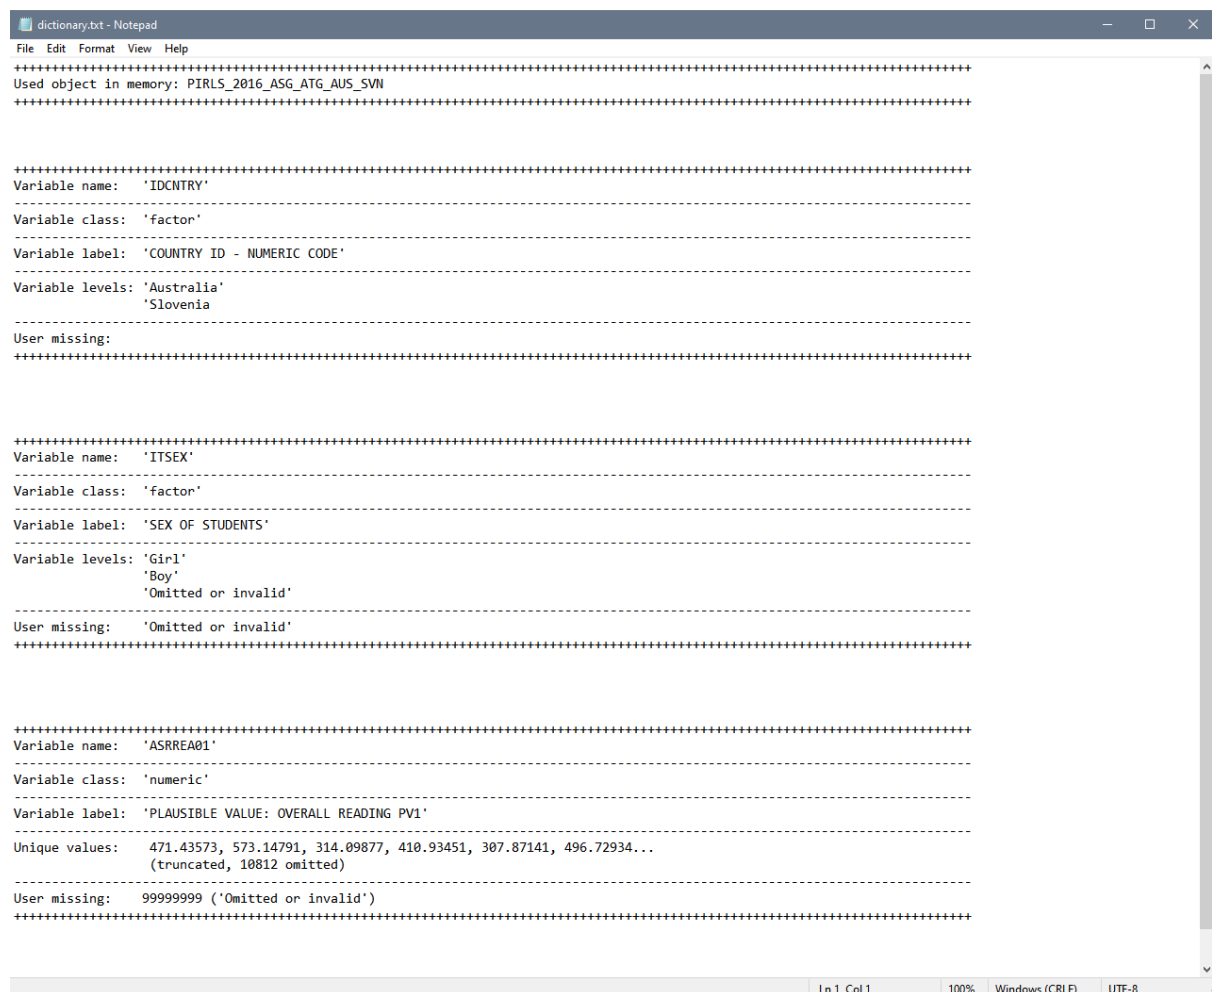 dictionary.txt - Notepad
File Edit Format View Help
++++++++++++++++++++++++++++++++++++++++++++++++++++++++++++++++++++++++++++++++++++++++++++++++++++++++++++++++++++++++++++++
Used object in memory: PIRLS_2016_ASG_ATG_AUS_SVN
++++++++++++++++++++++++++++++++++++++++++++++++++++++++++++++++++++++++++++++++++++++++++++++++++++++++++++++++++++++++++++++
++++++++++++++++++++++++++++++++++++++++++++++++++++++++++++++++++++++++++++++++++++++++++++++++++++++++++++++++++++++++++++++
Variable name: 'IDCNTRY'
------------------------------------------------------------------------------------------------------------------------------
Variable class: 'factor'
------------------------------------------------------------------------------------------------------------------------------
Variable label: 'COUNTRY ID - NUMERIC CODE'
------------------------------------------------------------------------------------------------------------------------------
Variable levels: 'Australia'
'Slovenia
------------------------------------------------------------------------------------------------------------------------------
User missing:
++++++++++++++++++++++++++++++++++++++++++++++++++++++++++++++++++++++++++++++++++++++++++++++++++++++++++++++++++++++++++++++
++++++++++++++++++++++++++++++++++++++++++++++++++++++++++++++++++++++++++++++++++++++++++++++++++++++++++++++++++++++++++++++
Variable name: 'ITSEX'
------------------------------------------------------------------------------------------------------------------------------
Variable class: 'factor'
------------------------------------------------------------------------------------------------------------------------------
Variable label: 'SEX OF STUDENTS'
------------------------------------------------------------------------------------------------------------------------------
Variable levels: 'Girl'
'Boy'
'Omitted or invalid'
------------------------------------------------------------------------------------------------------------------------------
User missing: 'Omitted or invalid'
++++++++++++++++++++++++++++++++++++++++++++++++++++++++++++++++++++++++++++++++++++++++++++++++++++++++++++++++++++++++++++++
++++++++++++++++++++++++++++++++++++++++++++++++++++++++++++++++++++++++++++++++++++++++++++++++++++++++++++++++++++++++++++++
Variable name: 'ASRREA01'
------------------------------------------------------------------------------------------------------------------------------
Variable class: 'numeric'
------------------------------------------------------------------------------------------------------------------------------
Variable label: 'PLAUSIBLE VALUE: OVERALL READING PV1'
------------------------------------------------------------------------------------------------------------------------------
Unique values: 471.43573, 573.14791, 314.09877, 410.93451, 307.87141, 496.72934...
(truncated, 10812 omitted)
------------------------------------------------------------------------------------------------------------------------------
User missing: 99999999 ('Omitted or invalid')
++++++++++++++++++++++++++++++++++++++++++++++++++++++++++++++++++++++++++++++++++++++++++++++++++++++++++++++++++++++++++++++
Ln 1, Col 1 100% Windows (CRLF) UTF-8